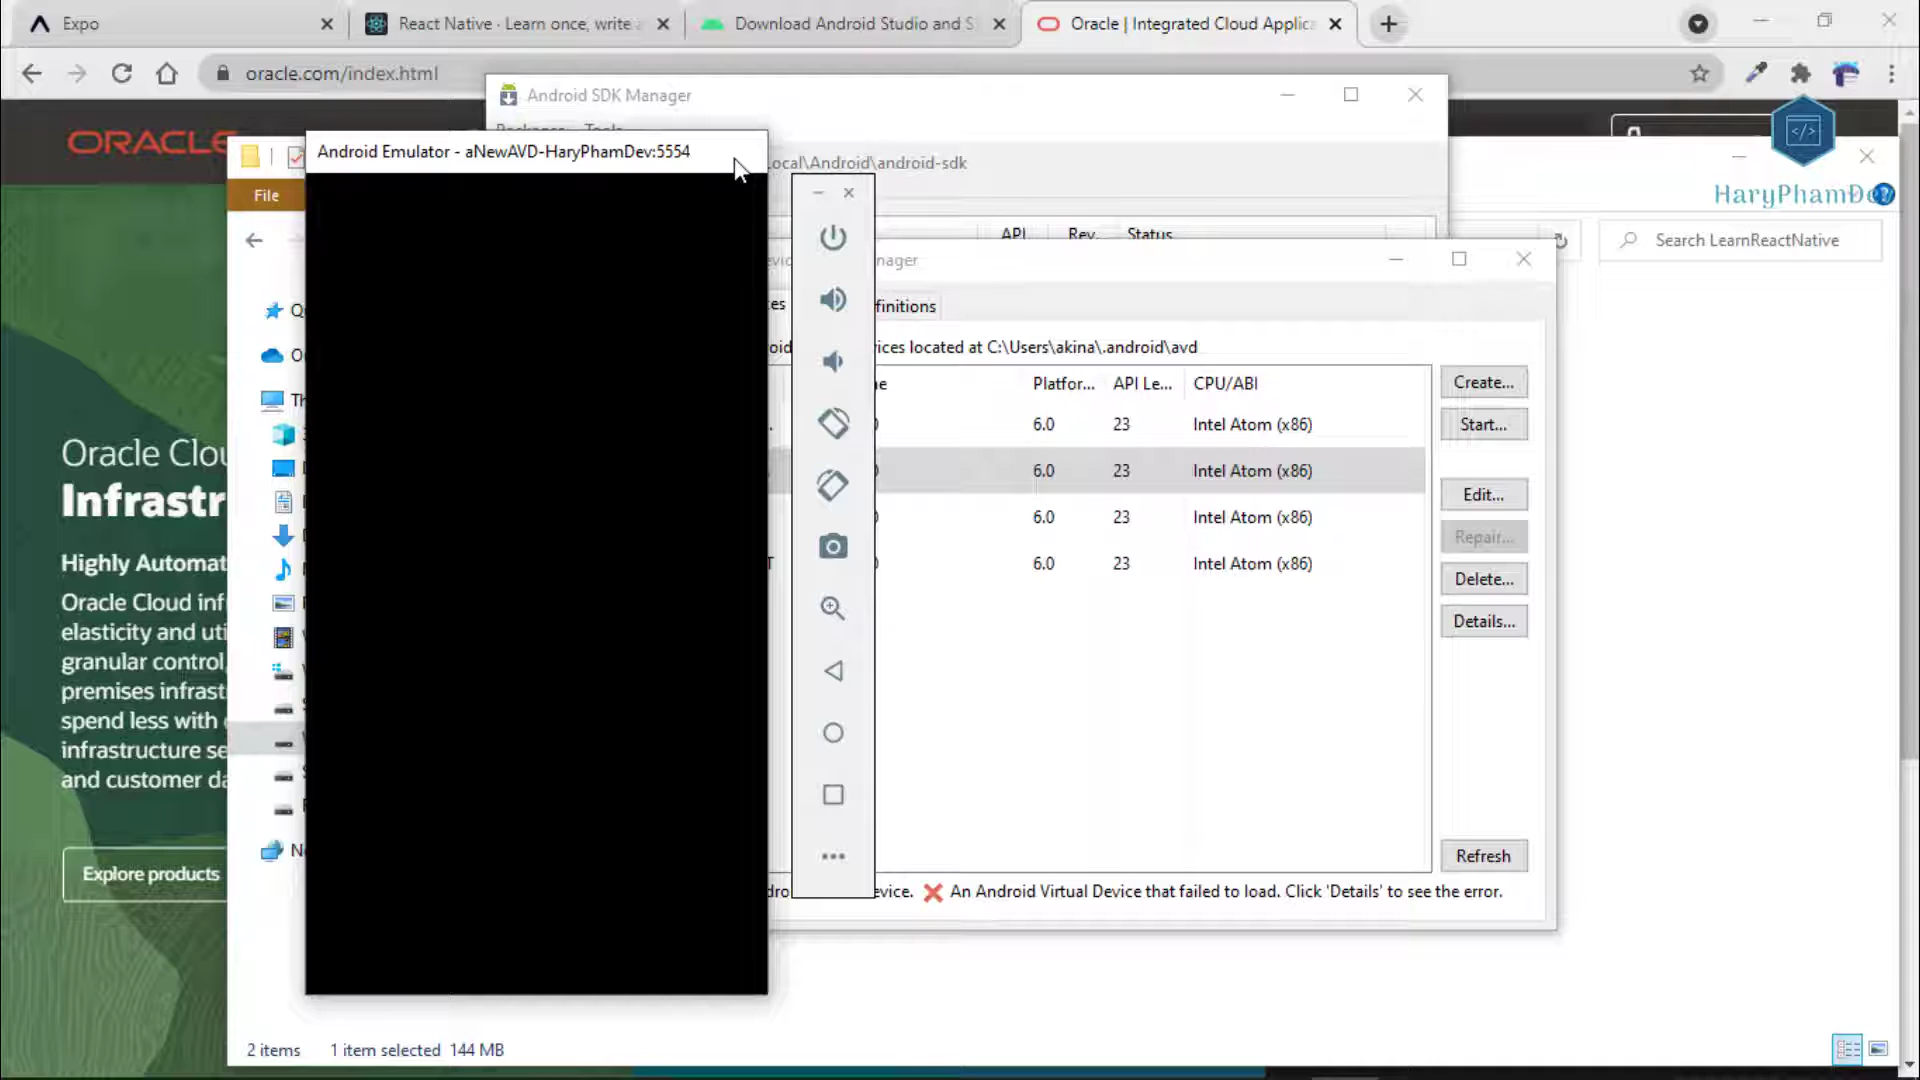 Expo
React Native · Learn once, write
Download Android Studio and S
Oracle | Integrated Cloud Applica
oracle.com/index.html
Android SDK Manager
ORACLE
Android Emulator - aNewAVD-HaryPhamDev:5554
ocal\Android\android-sdk
HaryPhamDev
File
API
Rev.
Status
Search LearnReactNative
finitions
ices located at C:\Users\akina\.android\avd
Platfor...
API Le...
CPU/ABI
Create...
6.0
23
Intel Atom (x86)
Start...
6.0
23
Intel Atom (x86)
Edit...
6.0
23
Intel Atom (x86)
Repair...
6.0
23
Intel Atom (x86)
Delete...
Details...
Oracle Clou
Infrastr
Highly Automat
Oracle Cloud inf
elasticity and uti
granular control,
premises infrast
spend less with
infrastructure se
and customer da
Explore products
Refresh
evice.
An Android Virtual Device that failed to load. Click 'Details' to see the error.
2 items
1 item selected 144 MB